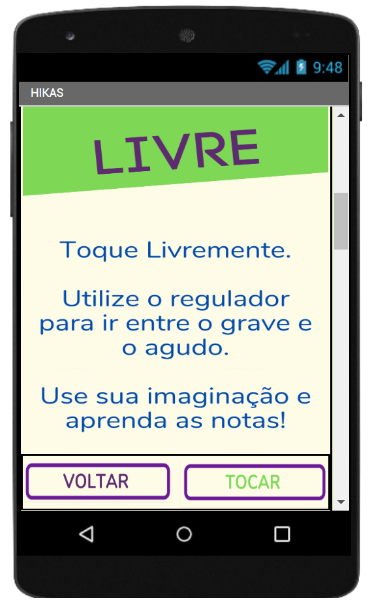 9:48
HIKAS
LIVRE
Toque Livremente.
Utilize o regulador
para ir entre o grave e
o agudo.
Use sua imaginação e
aprenda as notas!
VOLTAR
TOCAR